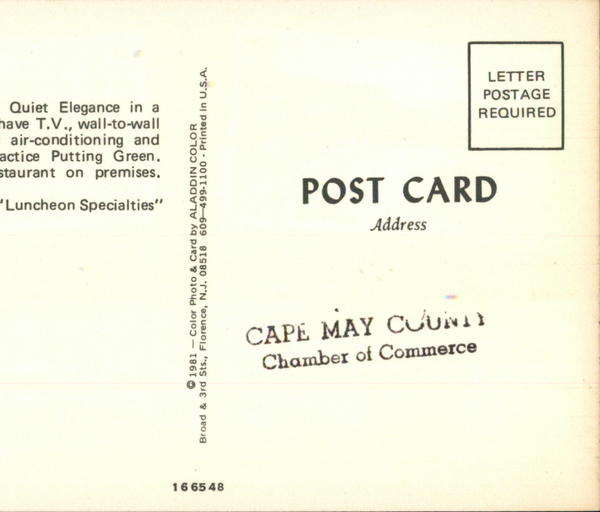 Quiet Elegance in a
have T.V., wall-to-wall
air-conditioning and
actice Putting Green.
staurant on premises.
"Luncheon Specialties"
© 1981 — Color Photo & Card by ALADDIN COLOR
Broad & 3rd Sts., Florence, N.J. 08518 609—499-1100 - Printed in U.S.A.
166548
LETTER
POSTAGE
REQUIRED
POST CARD
Address
CAPE MAY COUNTY
Chamber of Commerce